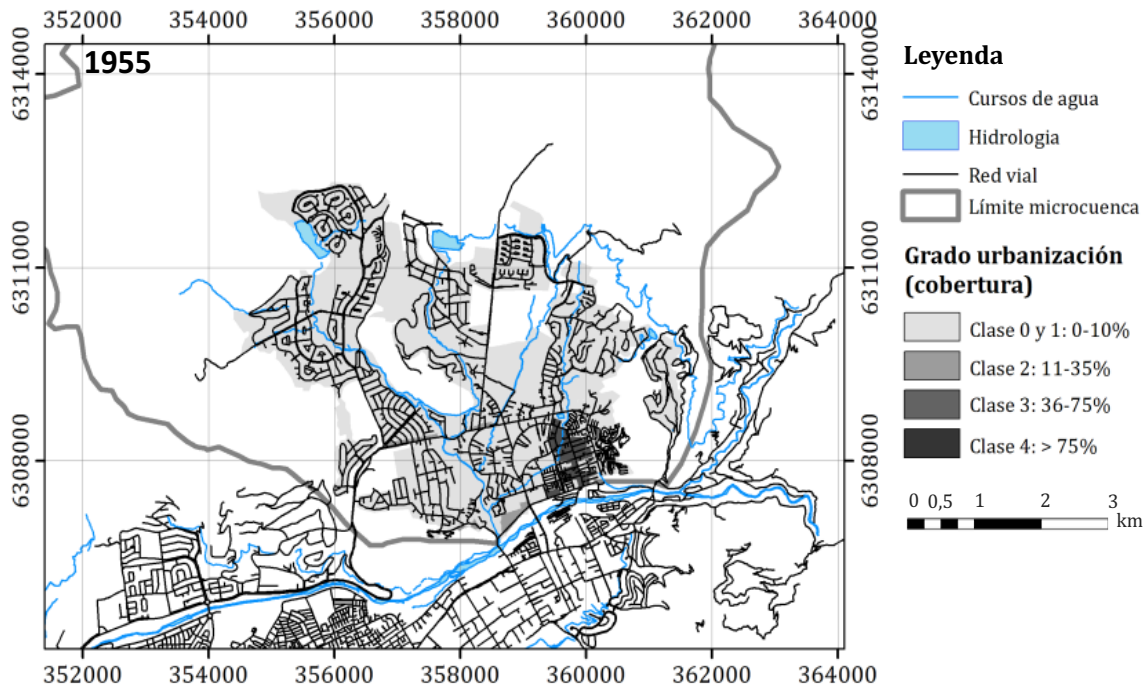 352000 354000 356000 358000 360000 362000 364000
1955
6314000
6311000
6308000
6314000
6311000
6308000
352000 354000 356000 358000 360000 362000 364000
Leyenda
Cursos de agua
Hidrologia
Red vial
Límite microcuenca
Grado urbanización
(cobertura)
Clase 0 y 1: 0-10%
Clase 2: 11-35%
Clase 3: 36-75%
Clase 4: > 75%
0 0,5 1 2 3
km